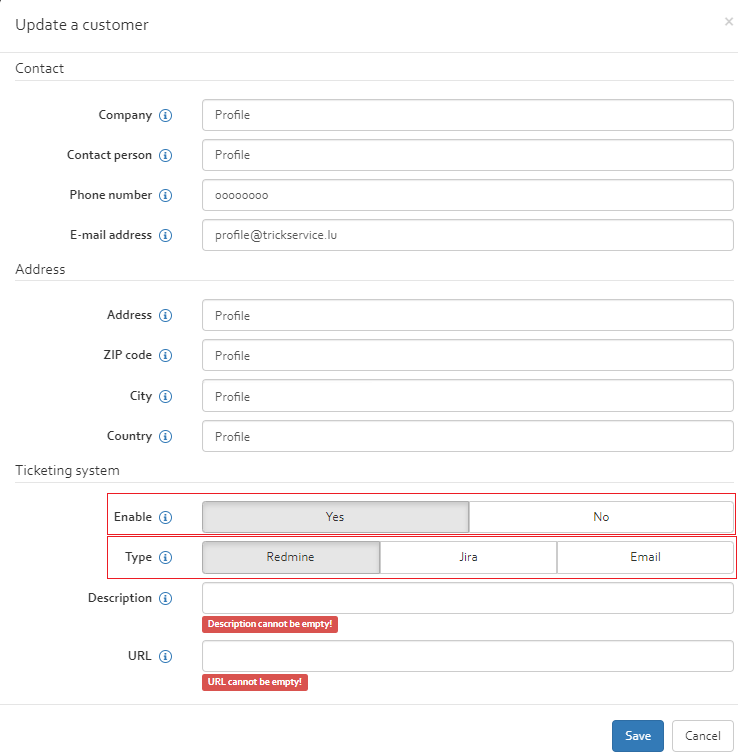 Update a customer ×
Contact
Company Profile
Contact person Profile
Phone number oooooooo
E-mail address profile@trickservice.lu
Address
Address Profile
ZIP code Profile
City Profile
Country Profile
Ticketing system
Enable Yes No
Type Redmine Jira Email
Description
Description cannot be empty!
URL
URL cannot be empty!
Save Cancel